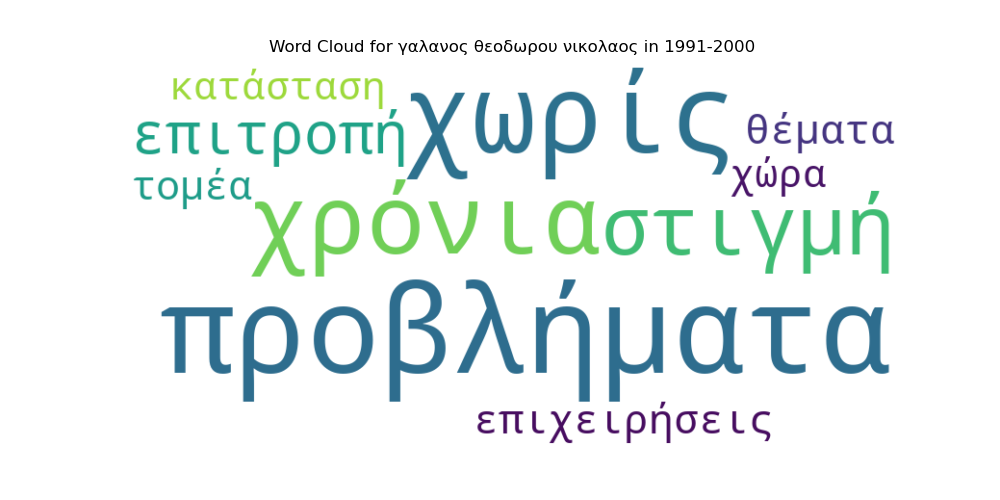 Word Cloud for γαλανος θεοδωρου νικολαος in 1991-2000
κατάσταση
επιτροπή
χωρίς
θέματα
τομέα
χώρα
χρόνια
στιγμή
προβλήματα
επιχειρήσεις